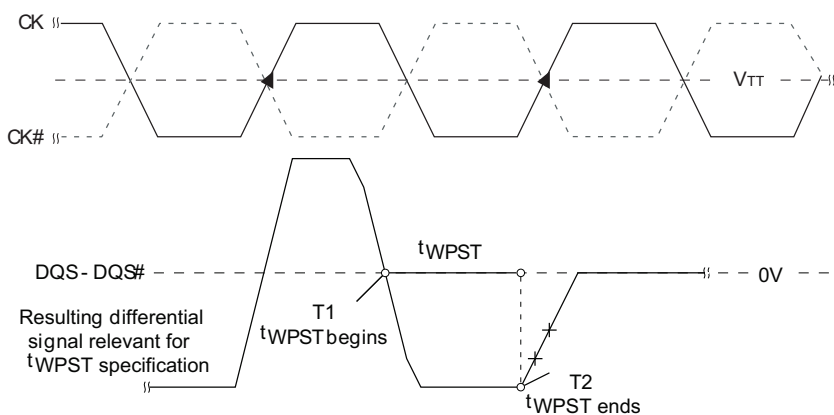 CK
VTT
CK#
tWPST
DQS - DQS#
0V
T1
tWPST begins
Resulting differential
signal relevant for
tWPST specification
T2
tWPST ends